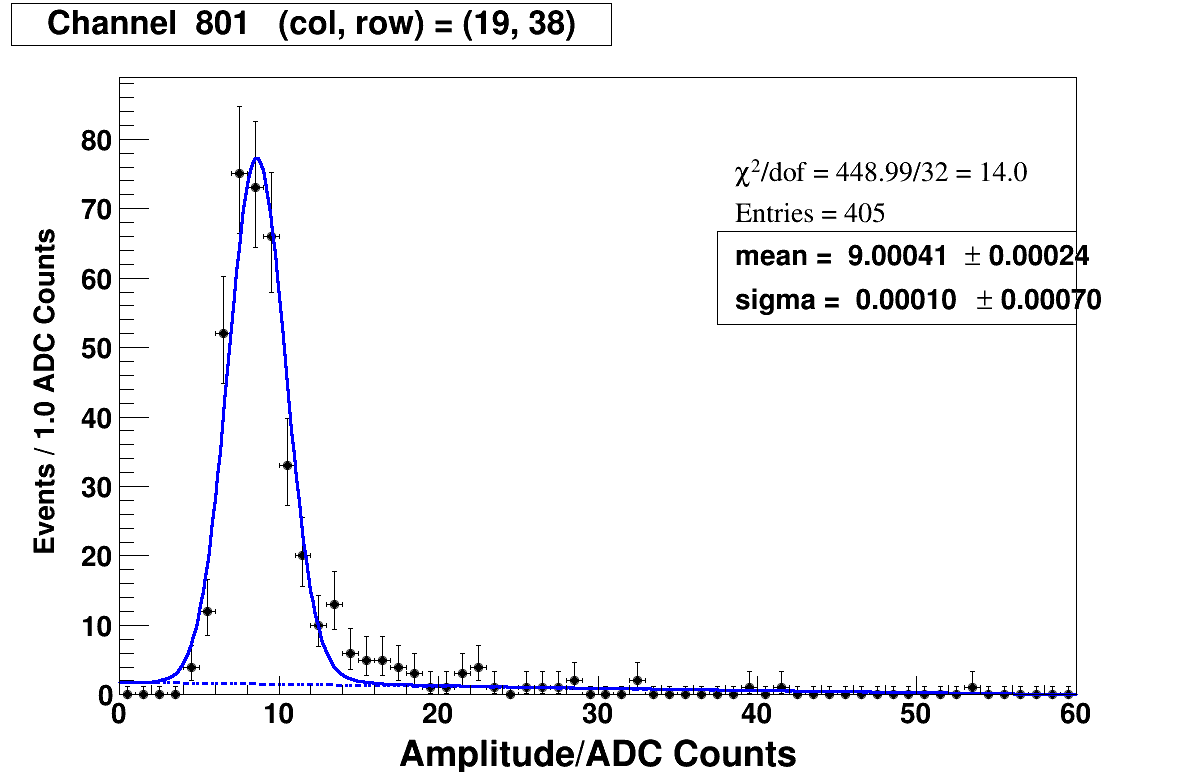 Channel 801 (col, row) = (19, 38)
χ²/dof = 448.99/32 = 14.0
Entries = 405
mean = 9.00041 ± 0.00024
sigma = 0.00010 ± 0.00070
Events / 1.0 ADC Counts
80
70
60
50
40
30
20
10
0
0 10 20 30 40 50 60
Amplitude/ADC Counts